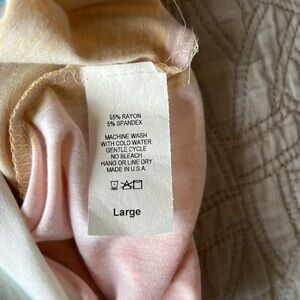 95% RAYON
5% SPANDEX
MACHINE WASH
WITH COLD WATER
GENTLE CYCLE
NO BLEACH
HANG OR LINE DRY
MADE IN U.S.A.
Large